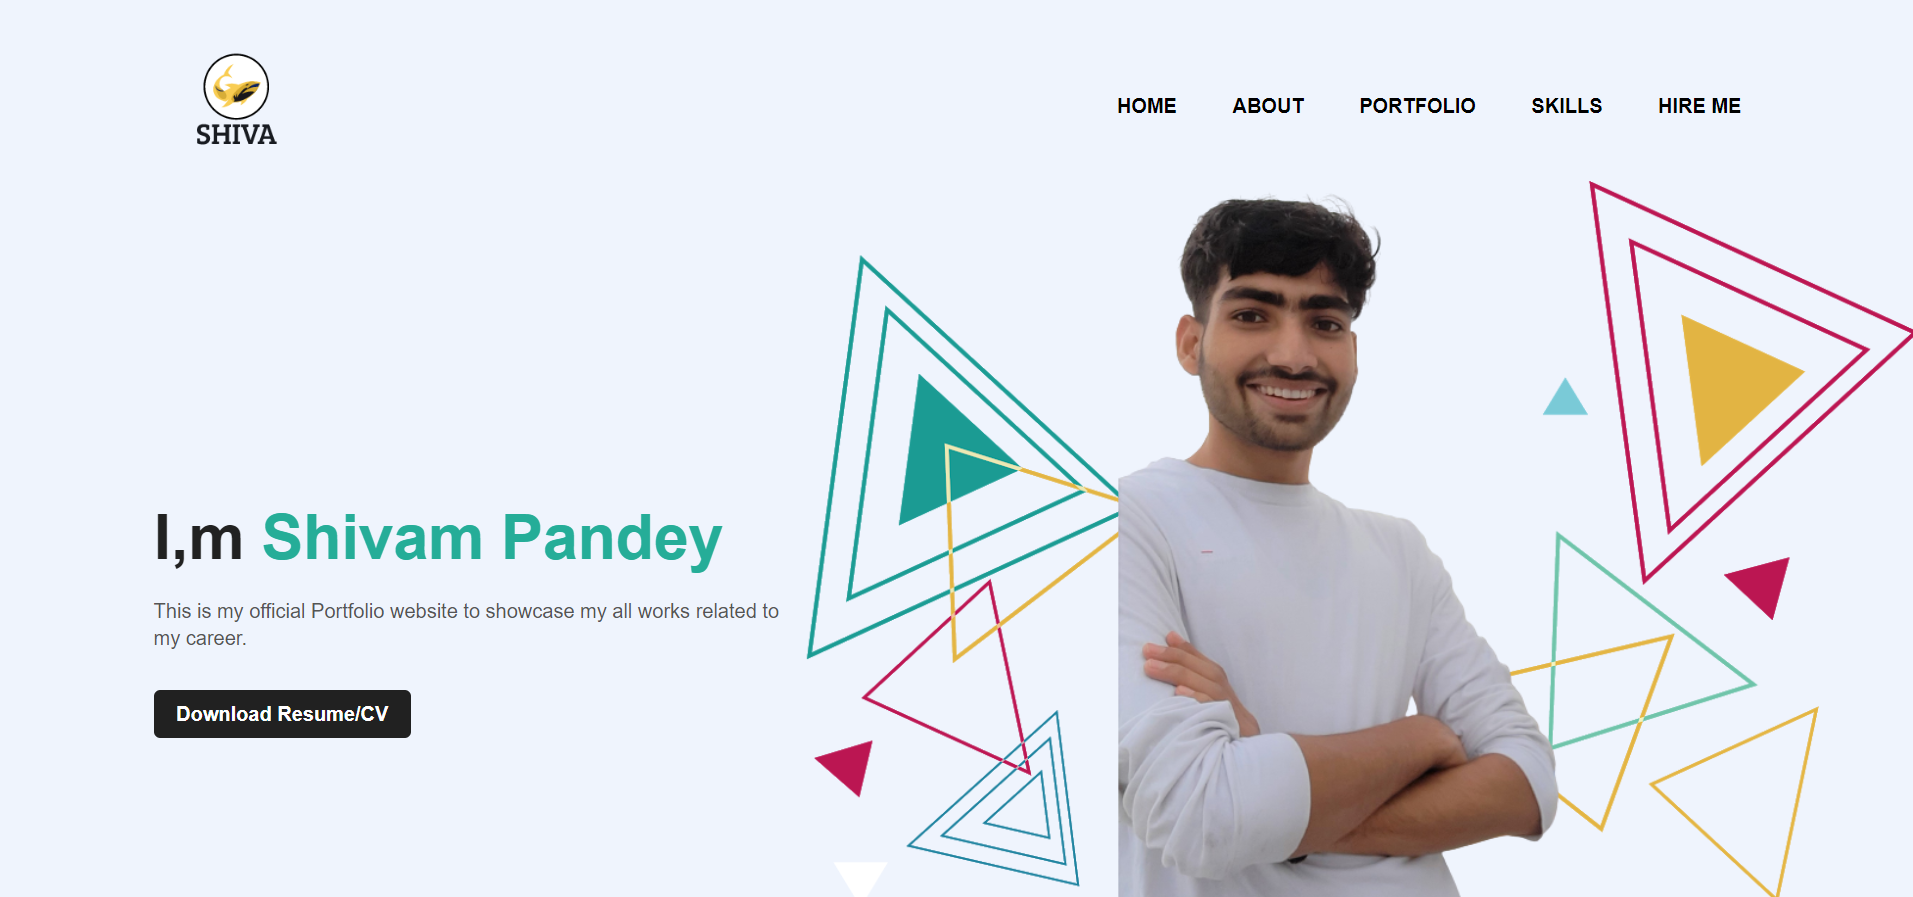 SHIVA
HOME ABOUT PORTFOLIO SKILLS HIRE ME
I,m Shivam Pandey
This is my official Portfolio website to showcase my all works related to
my career.
Download Resume/CV